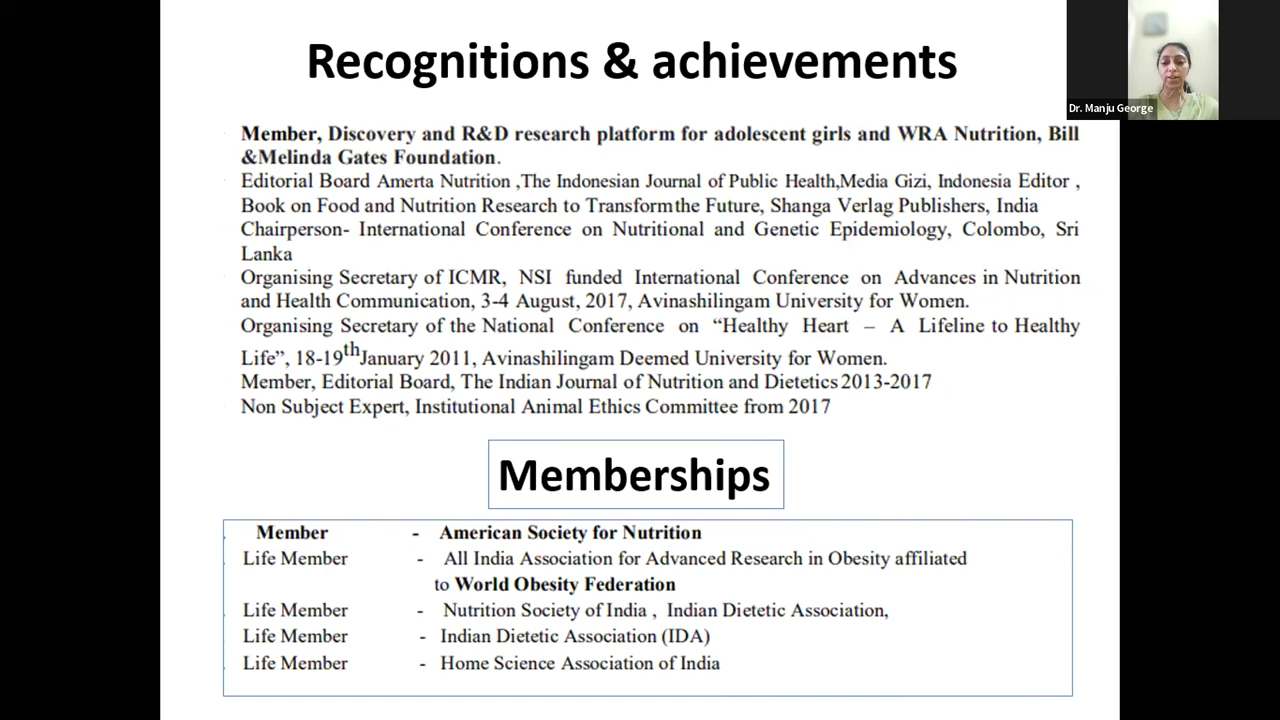 Recognitions & achievements
Dr. Manju George
Member, Discovery and R&D research platform for adolescent girls and WRA Nutrition, Bill
&Melinda Gates Foundation.
Editorial Board Amerta Nutrition ,The Indonesian Journal of Public Health,Media Gizi, Indonesia Editor ,
Book on Food and Nutrition Research to Transformthe Future, Shanga Verlag Publishers, India
Chairperson- International Conference on Nutritional and Genetic Epidemiology, Colombo, Sri
Lanka
Organising Secretary of ICMR, NSI funded International Conference on Advances in Nutrition
and Health Communication, 3-4 August, 2017, Avinashilingam University for Women.
Organising Secretary of the National Conference on “Healthy Heart – A Lifeline to Healthy
Life”, 18-19thJanuary 2011, Avinashilingam Deemed University for Women.
Member, Editorial Board, The Indian Journal of Nutrition and Dietetics 2013-2017
Non Subject Expert, Institutional Animal Ethics Committee from 2017
Memberships
Member - American Society for Nutrition
Life Member - All India Association for Advanced Research in Obesity affiliated
to World Obesity Federation
Life Member - Nutrition Society of India , Indian Dietetic Association,
Life Member - Indian Dietetic Association (IDA)
Life Member - Home Science Association of India